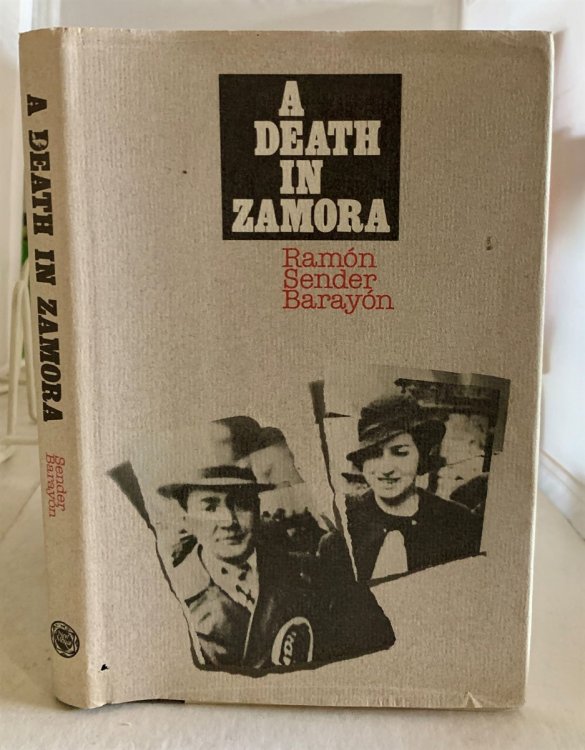 A
DEATH
IN
ZAMORA
Ramón
Sender
Barayón
A DEATH IN ZAMORA
Sender
Barayón